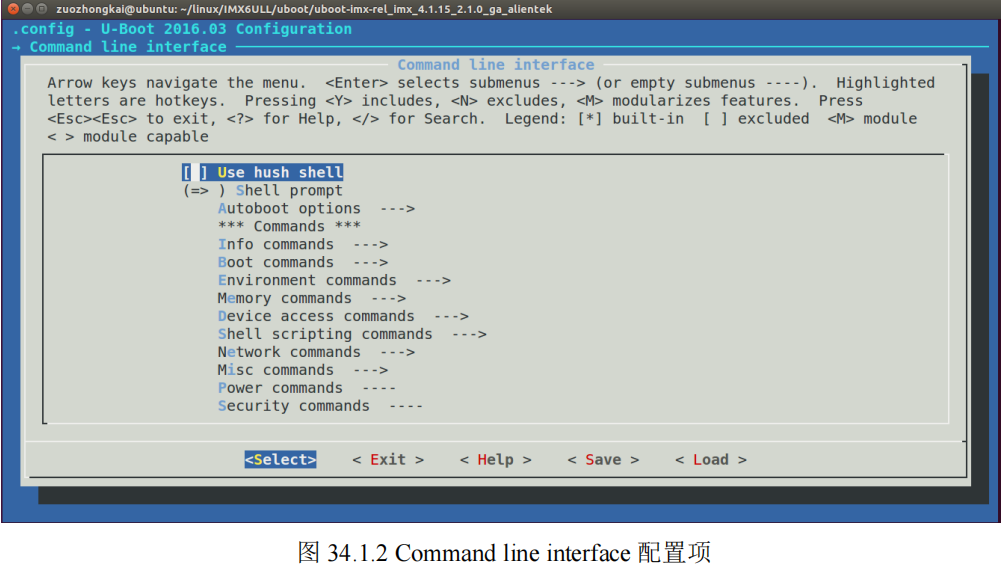 zuozhongkai@ubuntu: ~/linux/IMX6ULL/uboot/uboot-imx-rel_imx_4.1.15_2.1.0_ga_alientek
.config - U-Boot 2016.03 Configuration
→ Command line interface
Command line interface
Arrow keys navigate the menu.  <Enter> selects submenus ---> (or empty submenus ----).  Highlighted
letters are hotkeys.  Pressing <Y> includes, <N> excludes, <M> modularizes features.  Press
<Esc><Esc> to exit, <?> for Help, </> for Search.  Legend: [*] built-in  [ ] excluded  <M> module
< > module capable
[ ] Use hush shell
(=> ) Shell prompt
Autoboot options  --->
*** Commands ***
Info commands  --->
Boot commands  --->
Environment commands  --->
Memory commands  --->
Device access commands  --->
Shell scripting commands  --->
Network commands  --->
Misc commands  --->
Power commands  ----
Security commands  ----
<Select>    < Exit >    < Help >    < Save >    < Load >
图 34.1.2 Command line interface 配置项